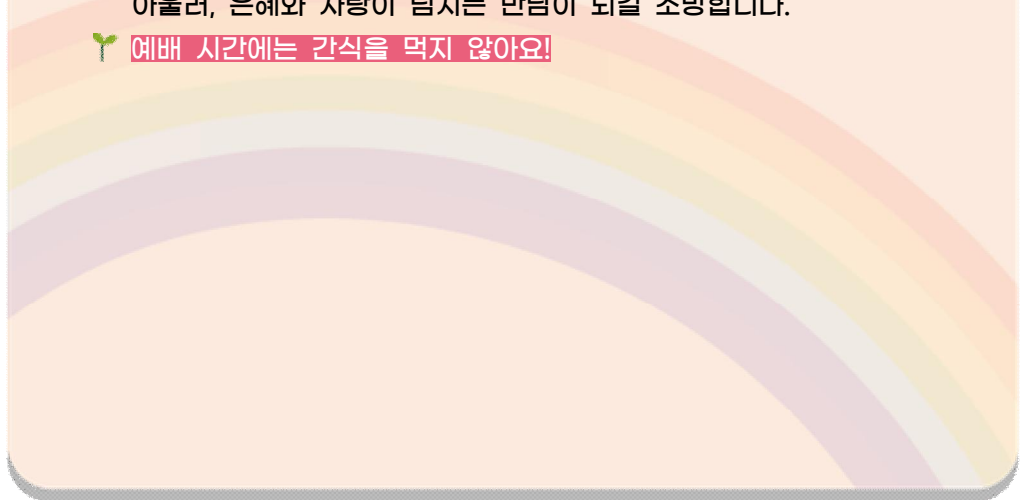 아울러, 은혜와 사랑이 넘치는 만남이 되길 소망합니다.
예배 시간에는 간식을 먹지 않아요!